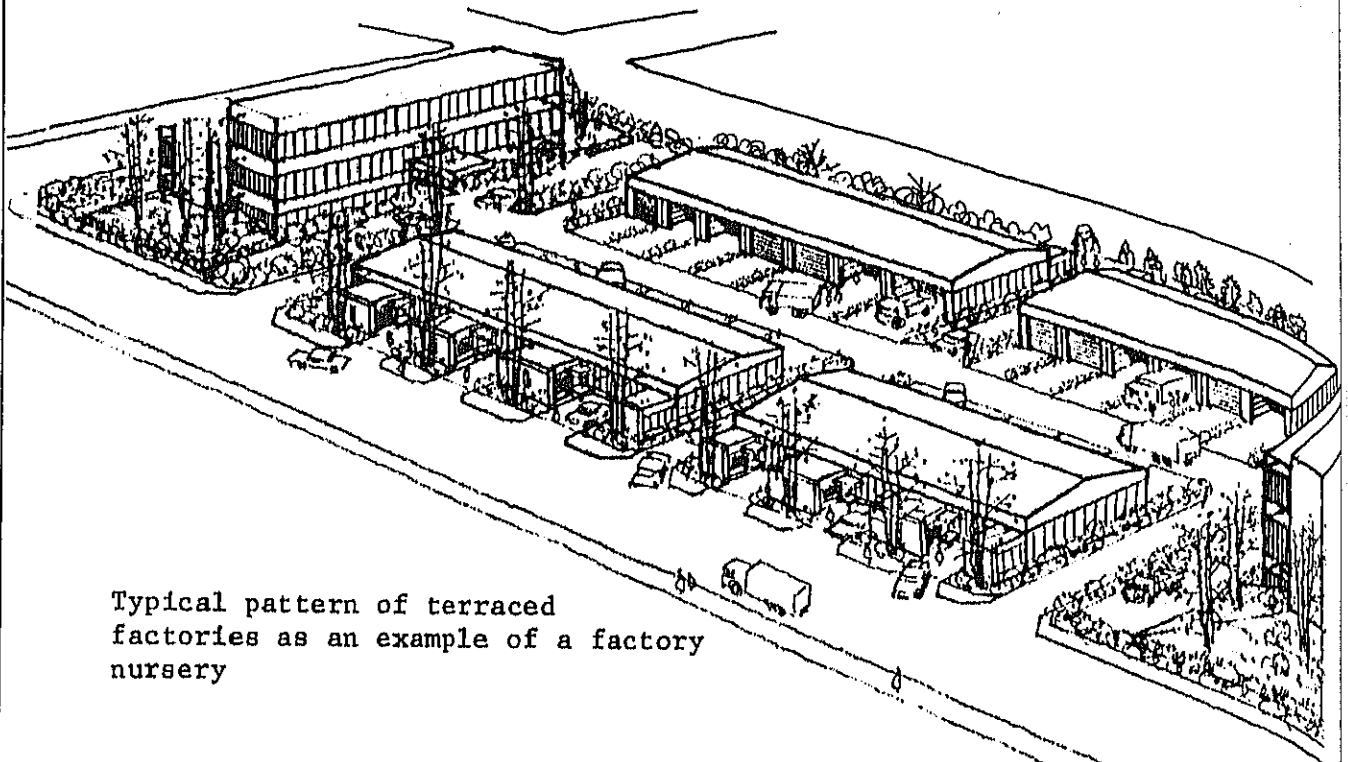 Typical pattern of terraced
factories as an example of a factory
nursery